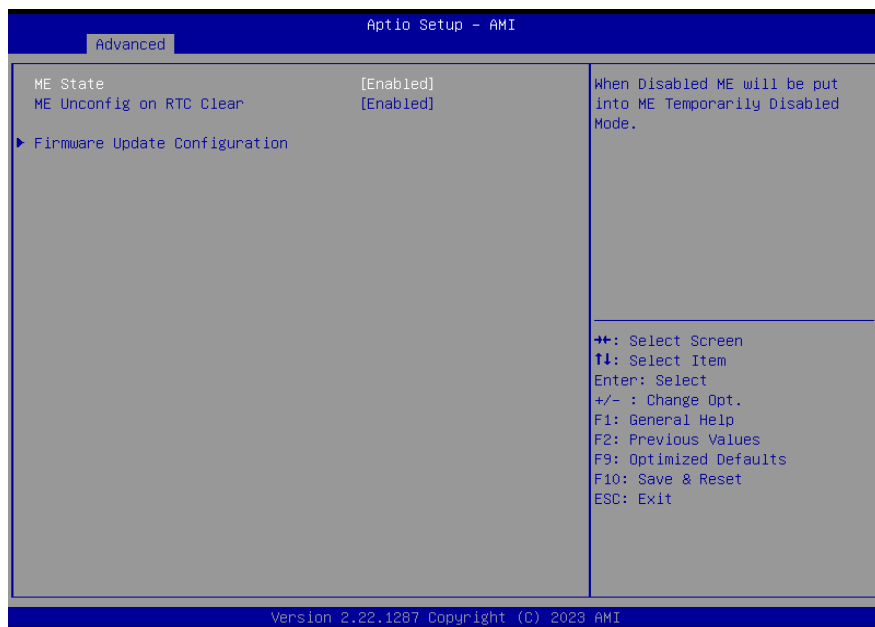 Aptio Setup – AMI
Advanced
ME State [Enabled]
ME Unconfig on RTC Clear [Enabled]
▶ Firmware Update Configuration
When Disabled ME will be put
into ME Temporarily Disabled
Mode.
→←: Select Screen
↑↓: Select Item
Enter: Select
+/- : Change Opt.
F1: General Help
F2: Previous Values
F9: Optimized Defaults
F10: Save & Reset
ESC: Exit
Version 2.22.1287 Copyright (C) 2023 AMI